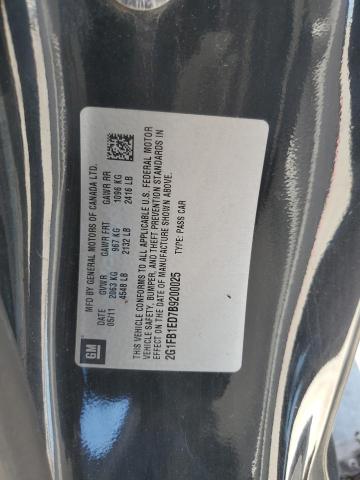 GM
MFD BY GENERAL MOTORS OF CANADA LTD.
DATE GVWR GAWR FRT GAWR RR
05/11 2063 KG 967 KG 1096 KG
4548 LB 2132 LB 2416 LB
THIS VEHICLE CONFORMS TO ALL APPLICABLE U.S. FEDERAL MOTOR
VEHICLE SAFETY, BUMPER, AND THEFT PREVENTION STANDARDS IN
EFFECT ON THE DATE OF MANUFACTURE SHOWN ABOVE.
2G1FB1ED7B9200025 TYPE: PASS CAR